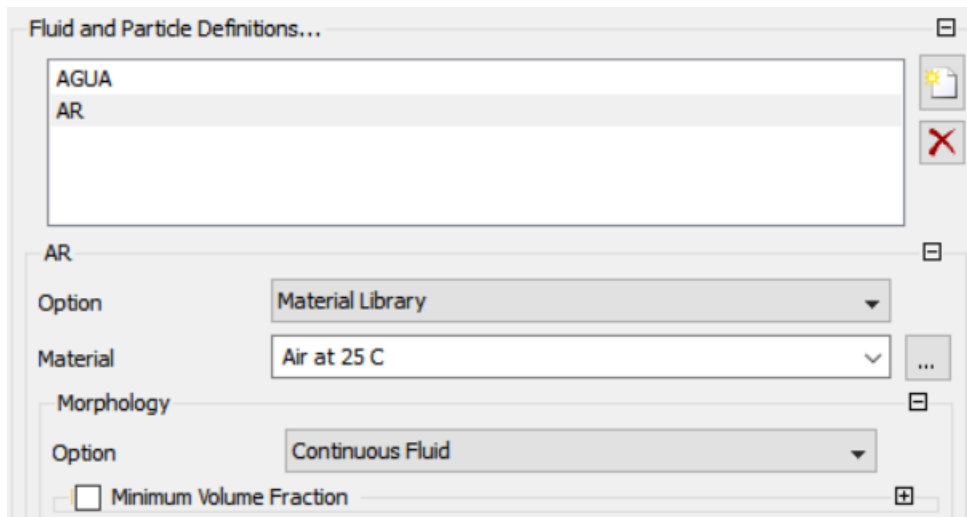 Fluid and Particle Definitions...
AGUA
AR
AR
Option Material Library
Material Air at 25 C ...
Morphology
Option Continuous Fluid
Minimum Volume Fraction